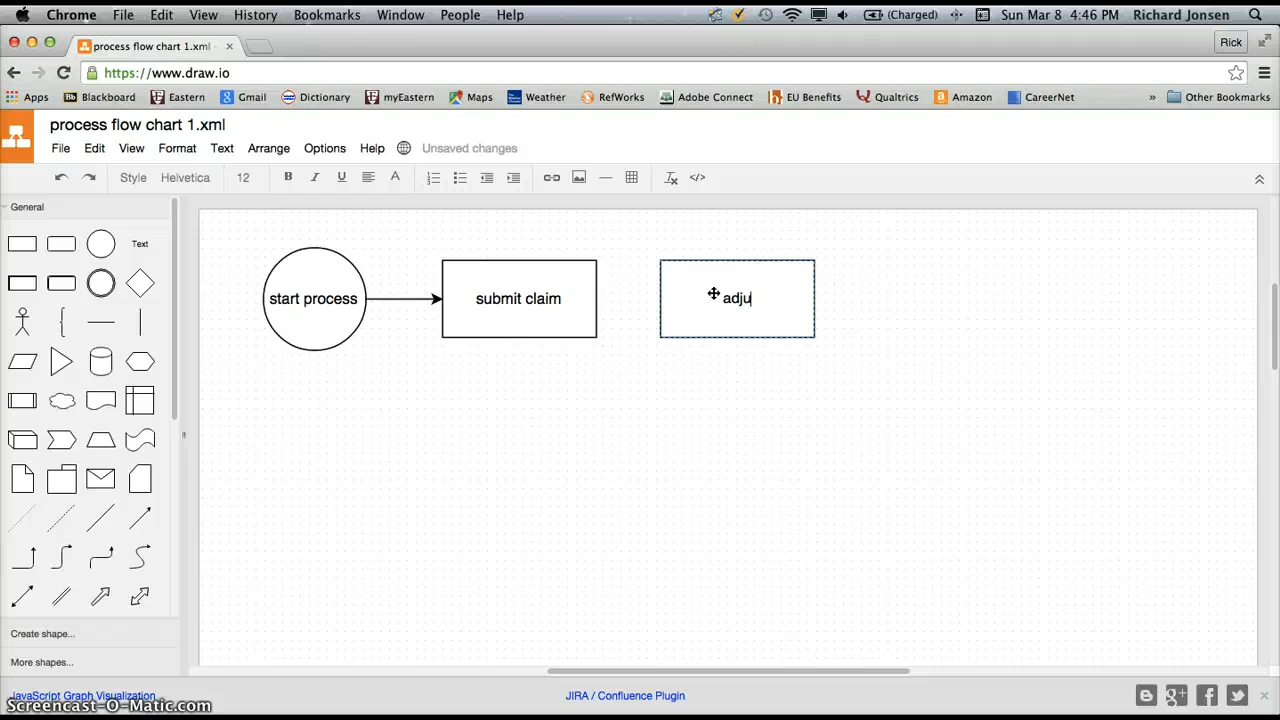 Chrome File Edit View History Bookmarks Window People Help (Charged) Sun Mar 8 4:46 PM Richard Jonsen
process flow chart 1.xml Rick
https://www.draw.io
Apps Blackboard Eastern Gmail Dictionary myEastern Maps Weather RefWorks Adobe Connect EU Benefits Qualtrics Amazon CareerNet » Other Bookmarks
process flow chart 1.xml
File Edit View Format Text Arrange Options Help Unsaved changes
Style Helvetica 12 B I U A </>
General
Text
start process submit claim adju
Create shape...
More shapes...
JavaScript Graph Visualization JIRA / Confluence Plugin
Screencast-O-Matic.com